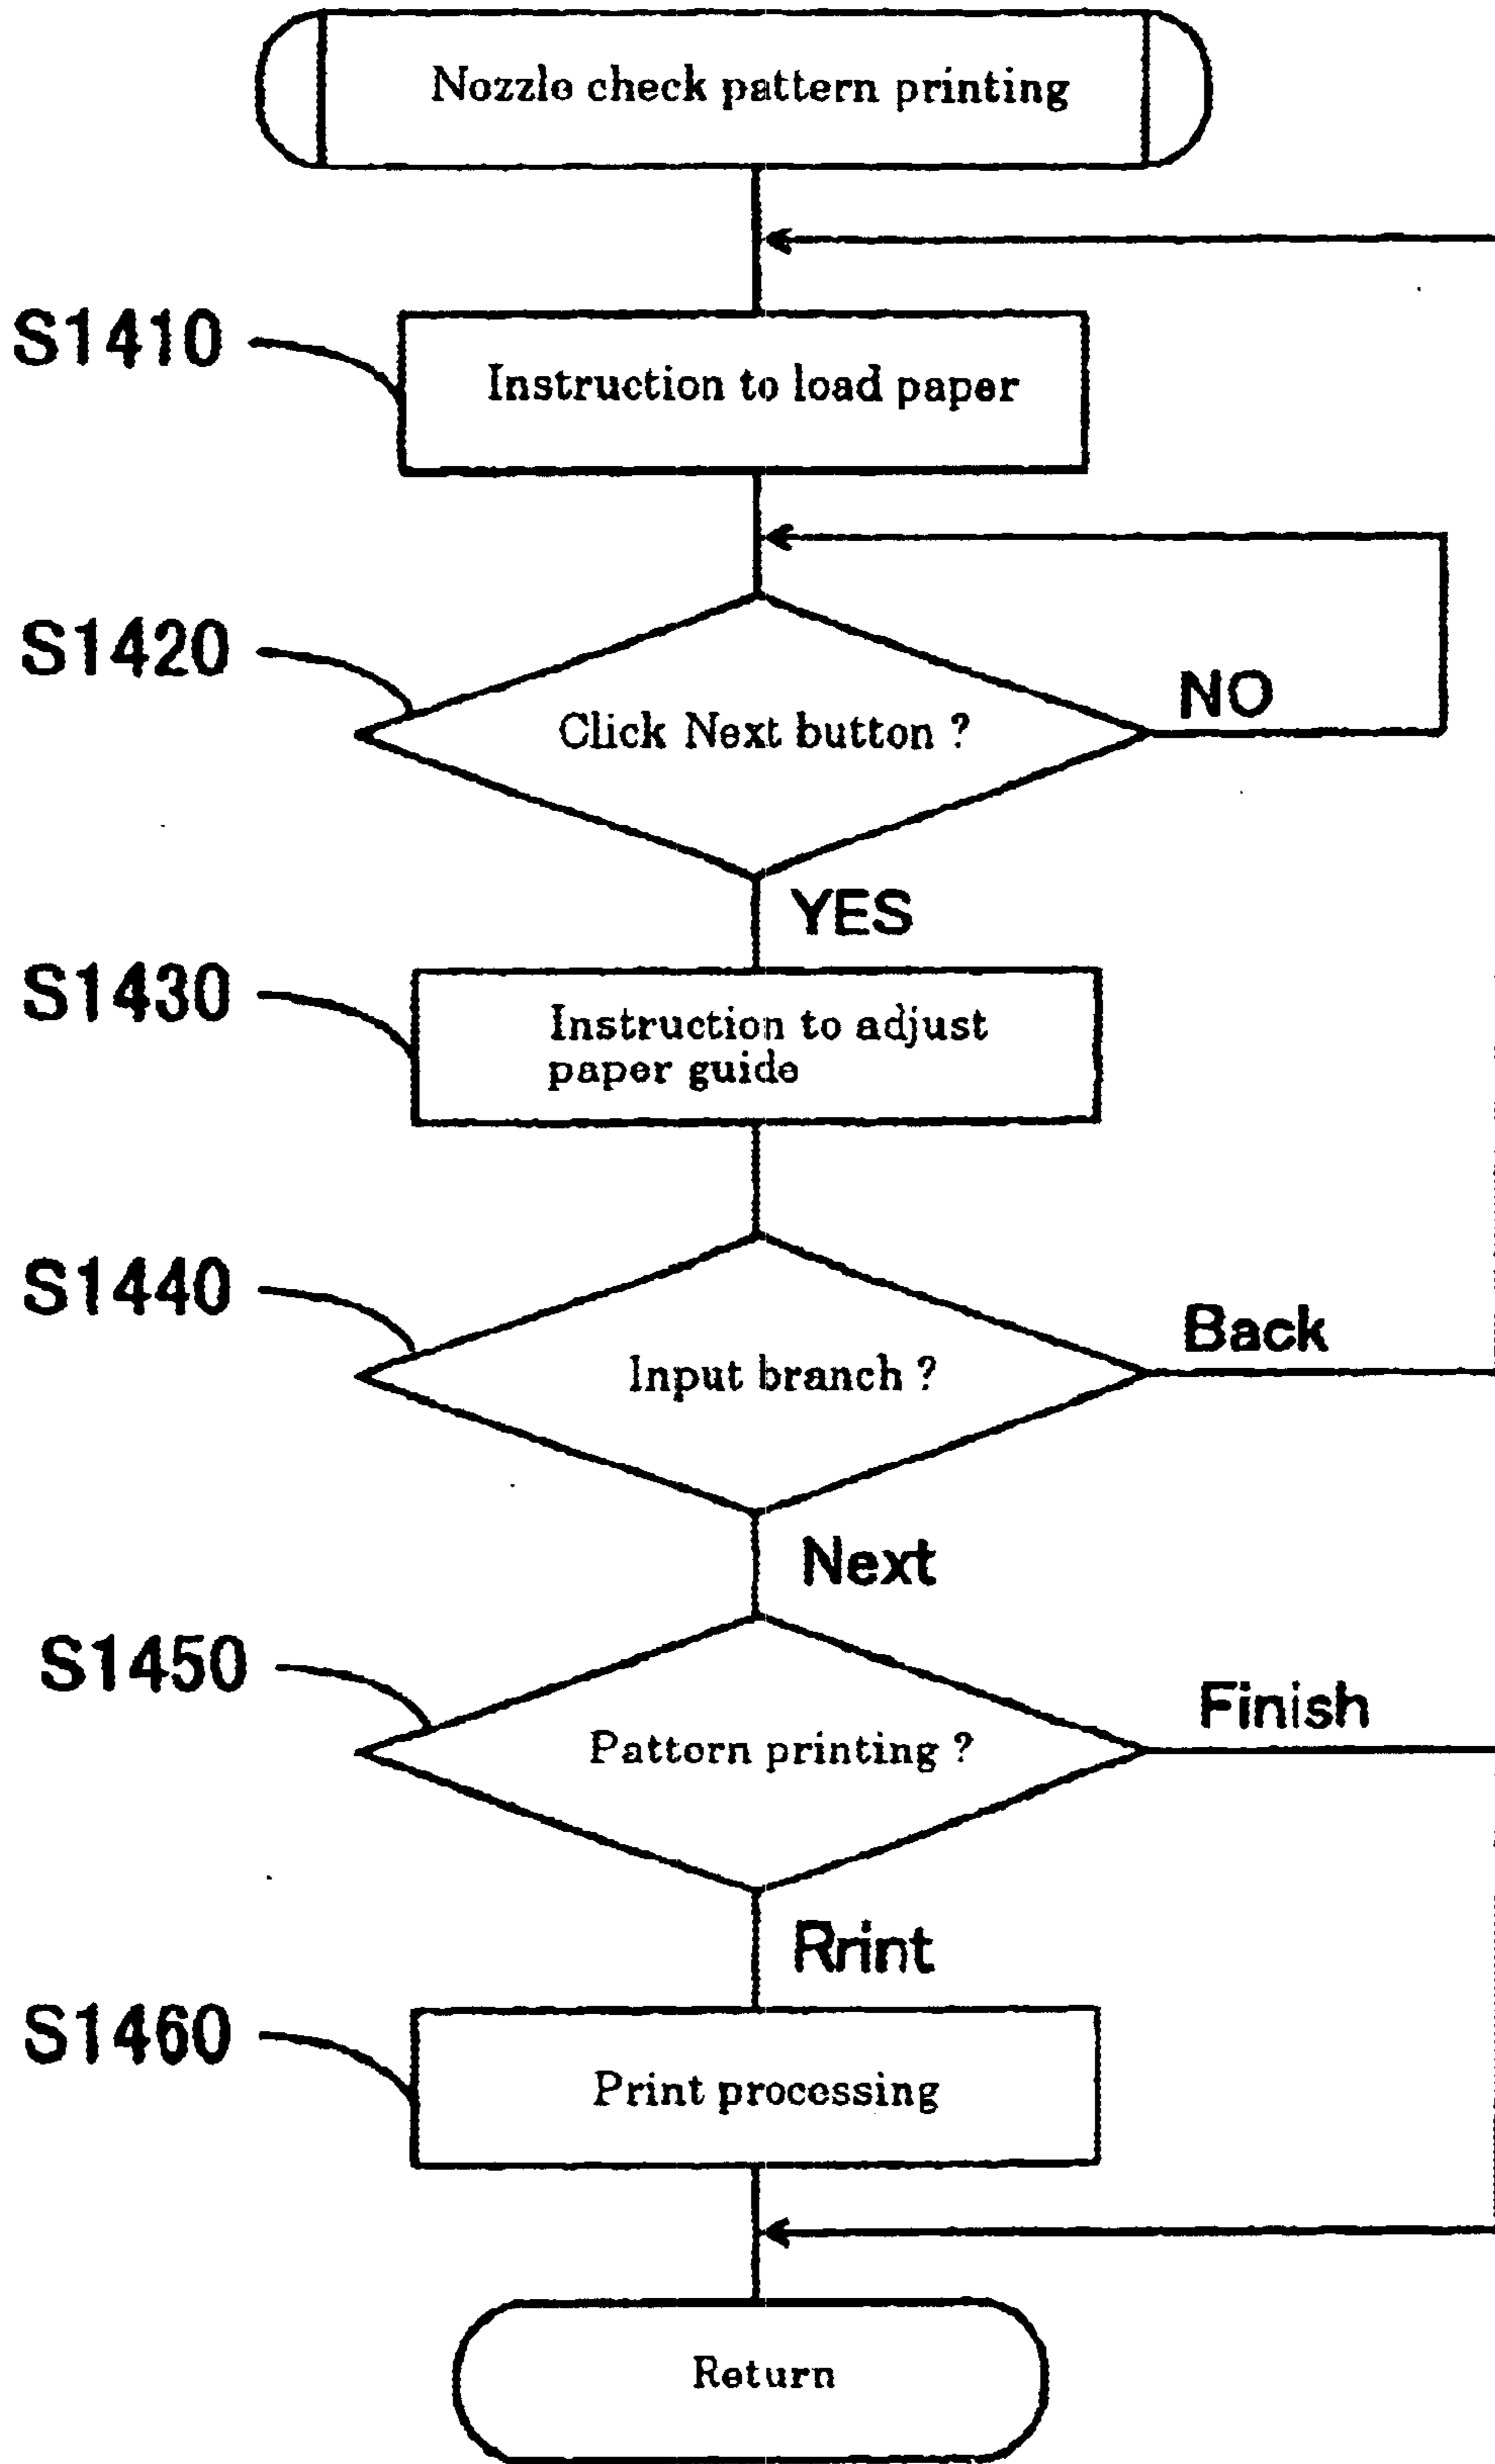 Nozzle check pattern printing
S1410
Instruction to load paper
S1420
Click Next button ?
NO
YES
S1430
Instruction to adjust
paper guide
S1440
Input branch ?
Back
Next
S1450
Pattern printing ?
Finish
Rrint
S1460
Print processing
Return